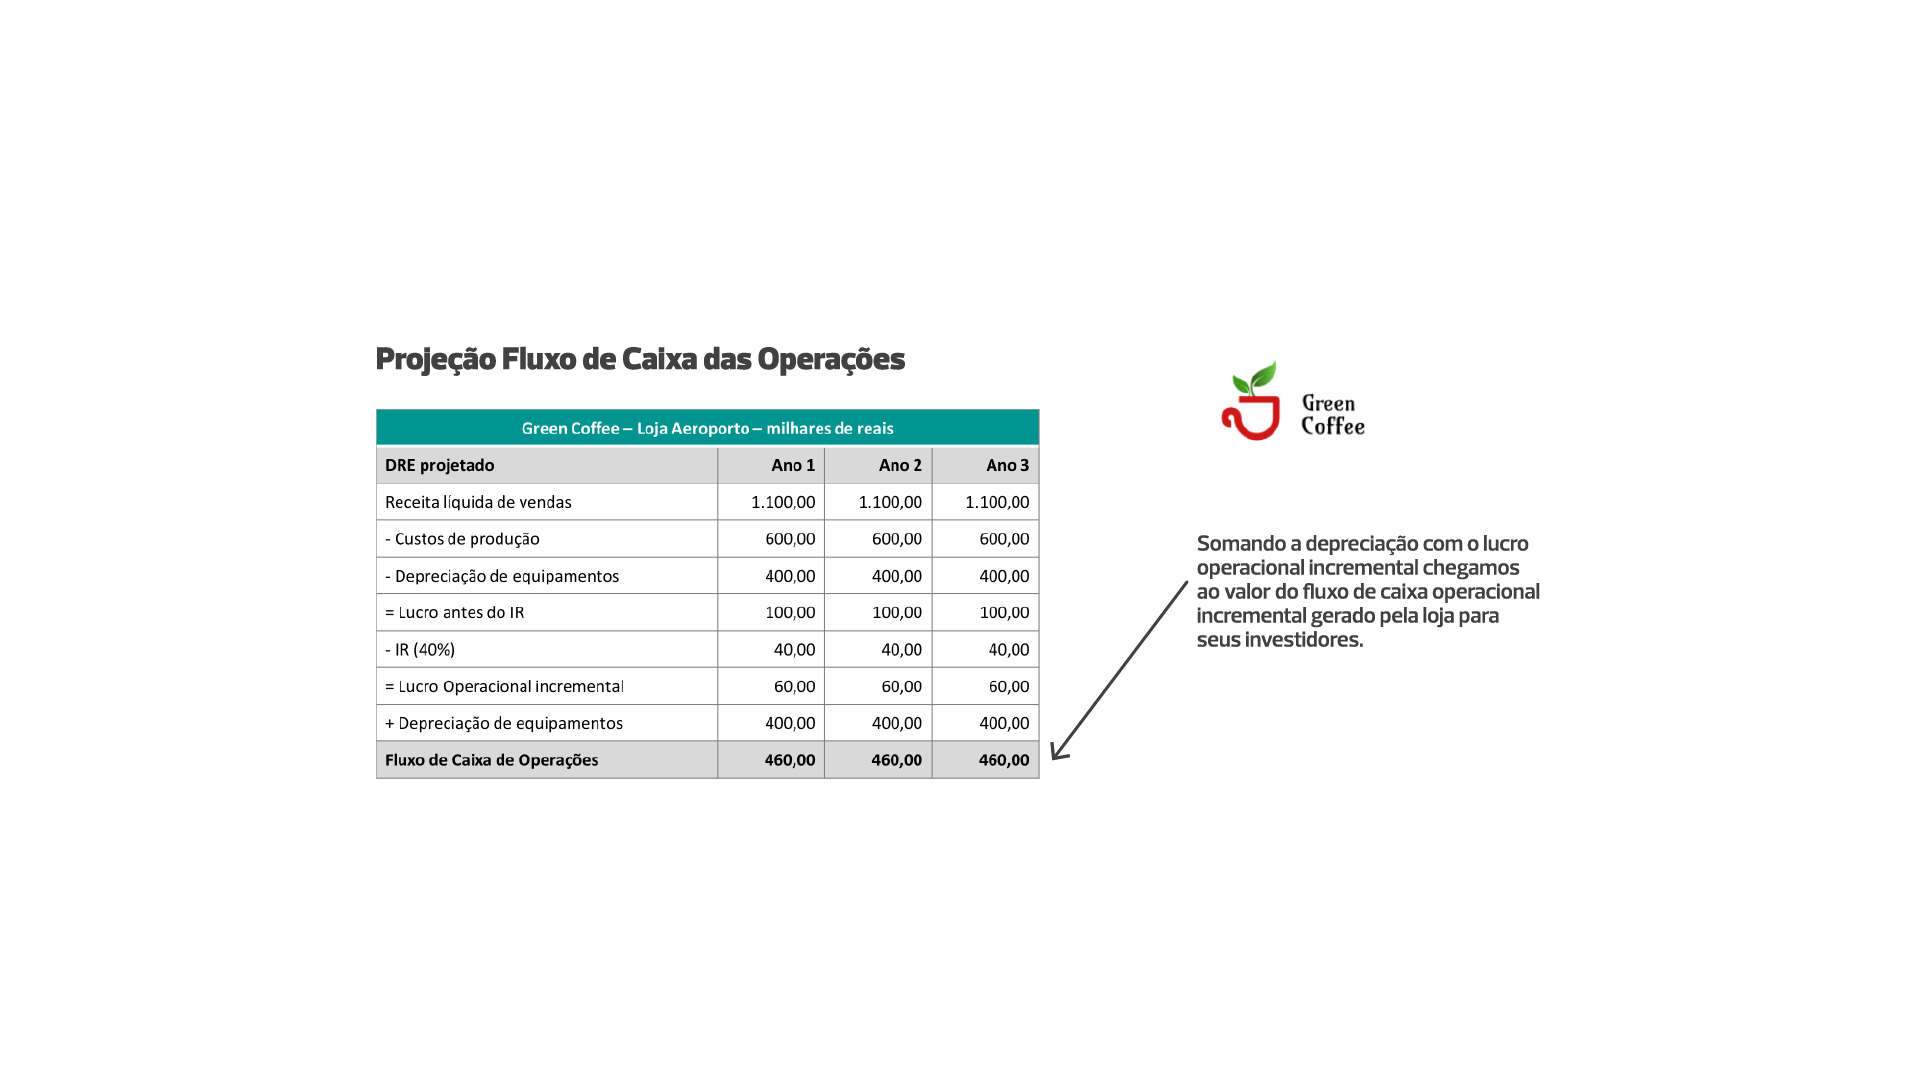 Projeção Fluxo de Caixa das Operações
Green Coffee – Loja Aeroporto – milhares de reais
DRE projetado Ano 1 Ano 2 Ano 3
Receita líquida de vendas 1.100,00 1.100,00 1.100,00
- Custos de produção 600,00 600,00 600,00
- Depreciação de equipamentos 400,00 400,00 400,00
= Lucro antes do IR 100,00 100,00 100,00
- IR (40%) 40,00 40,00 40,00
= Lucro Operacional incremental 60,00 60,00 60,00
+ Depreciação de equipamentos 400,00 400,00 400,00
Fluxo de Caixa de Operações 460,00 460,00 460,00
Green
Coffee
Somando a depreciação com o lucro
operacional incremental chegamos
ao valor do fluxo de caixa operacional
incremental gerado pela loja para
seus investidores.